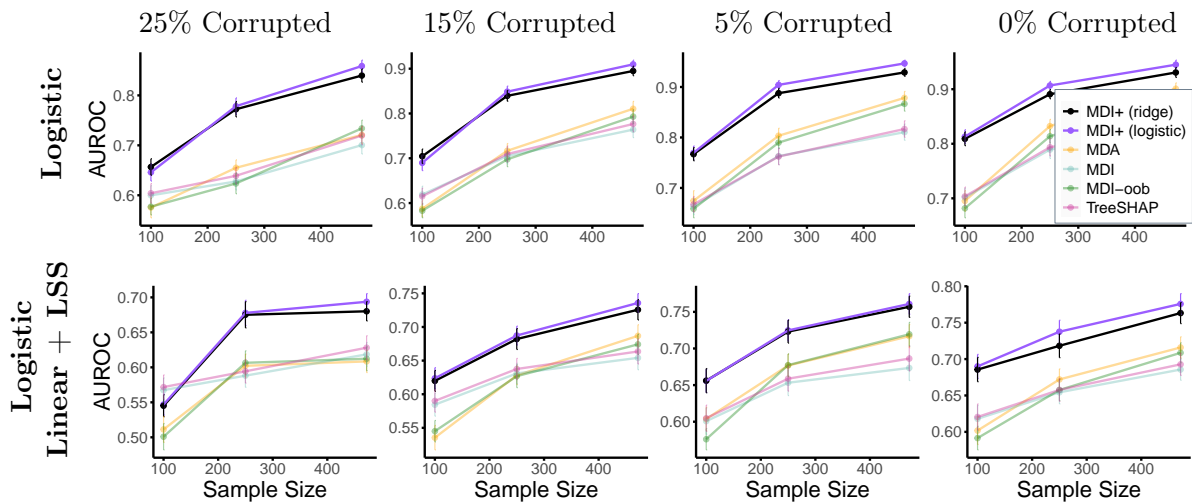 25% Corrupted 15% Corrupted 5% Corrupted 0% Corrupted
Logistic
AUROC
0.8
0.7
0.6
100 200 300 400
0.9
0.8
0.7
0.6
100 200 300 400
0.9
0.8
0.7
100 200 300 400
0.9
0.8
0.7
100 200 300 400
MDI+ (ridge)
MDI+ (logistic)
MDA
MDI
MDI-oob
TreeSHAP
Logistic
Linear + LSS
AUROC
0.70
0.65
0.60
0.55
0.50
100 200 300 400
Sample Size
0.75
0.70
0.65
0.60
0.55
100 200 300 400
Sample Size
0.75
0.70
0.65
0.60
100 200 300 400
Sample Size
0.80
0.75
0.70
0.65
0.60
100 200 300 400
Sample Size